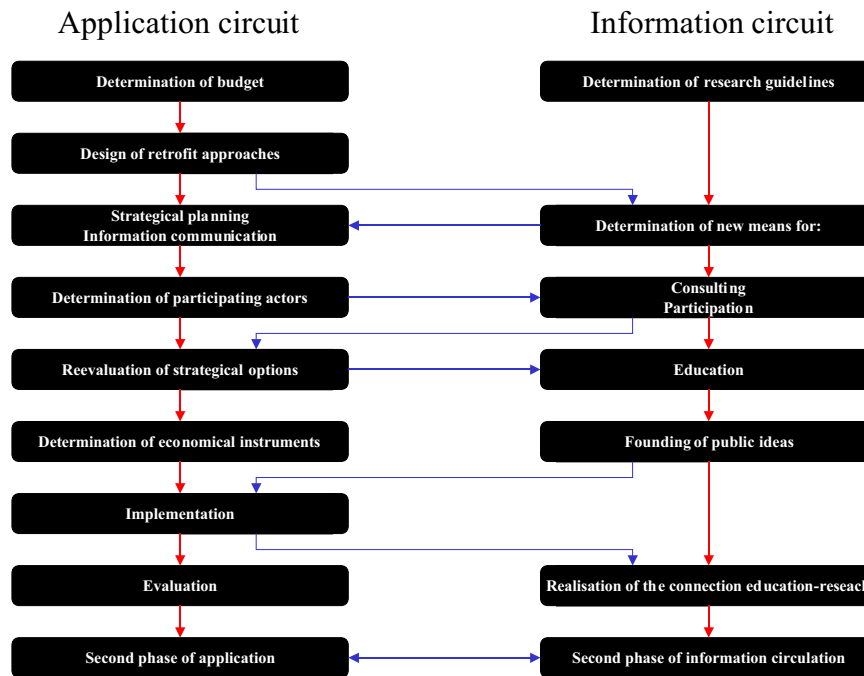 Application circuit
Information circuit
Determination of budget
Determination of research guidelines
Design of retrofit approaches
Strategical planning
Information communication
Determination of new means for:
Determination of participating actors
Consulting
Participation
Reevaluation of strategical options
Education
Determination of economical instruments
Founding of public ideas
Implementation
Evaluation
Realisation of the connection education-reseach
Second phase of application
Second phase of information circulation